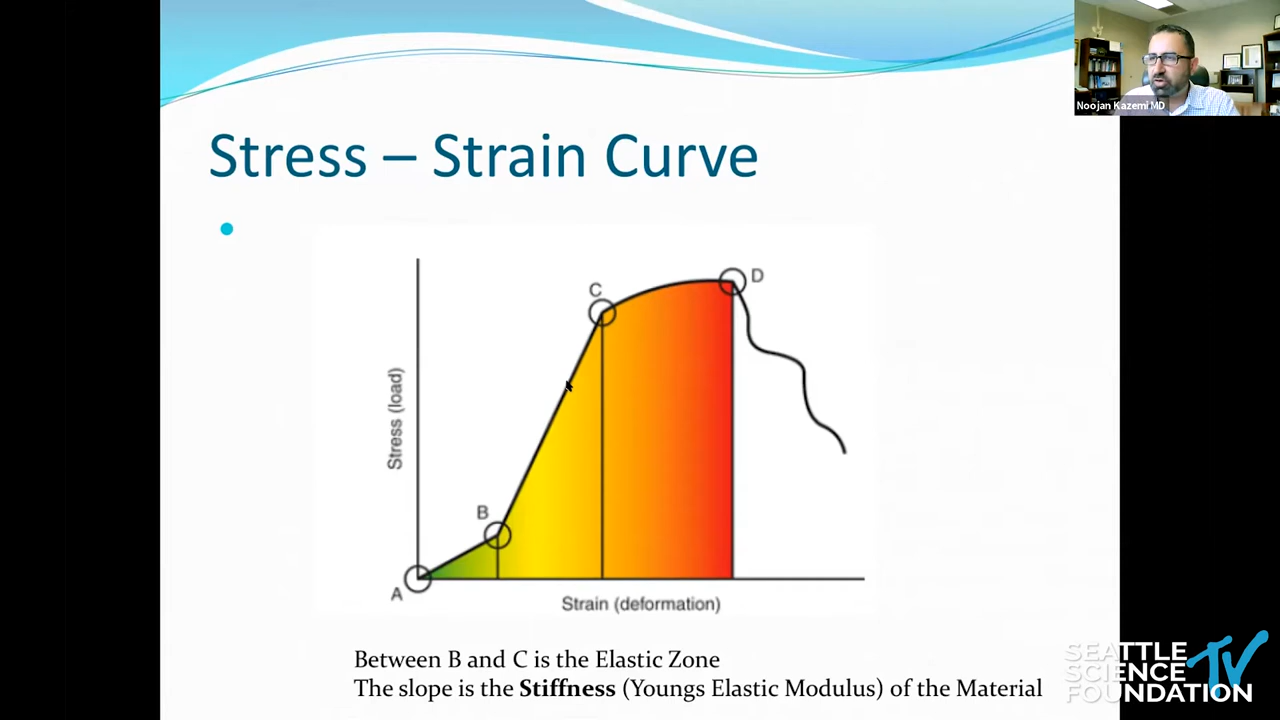 Noojan Kazemi MD
Stress – Strain Curve
D
C
Stress (load)
B
A
Strain (deformation)
Between B and C is the Elastic Zone
The slope is the Stiffness (Youngs Elastic Modulus) of the Material
SEATTLE
SCIENCE
FOUNDATION
TV